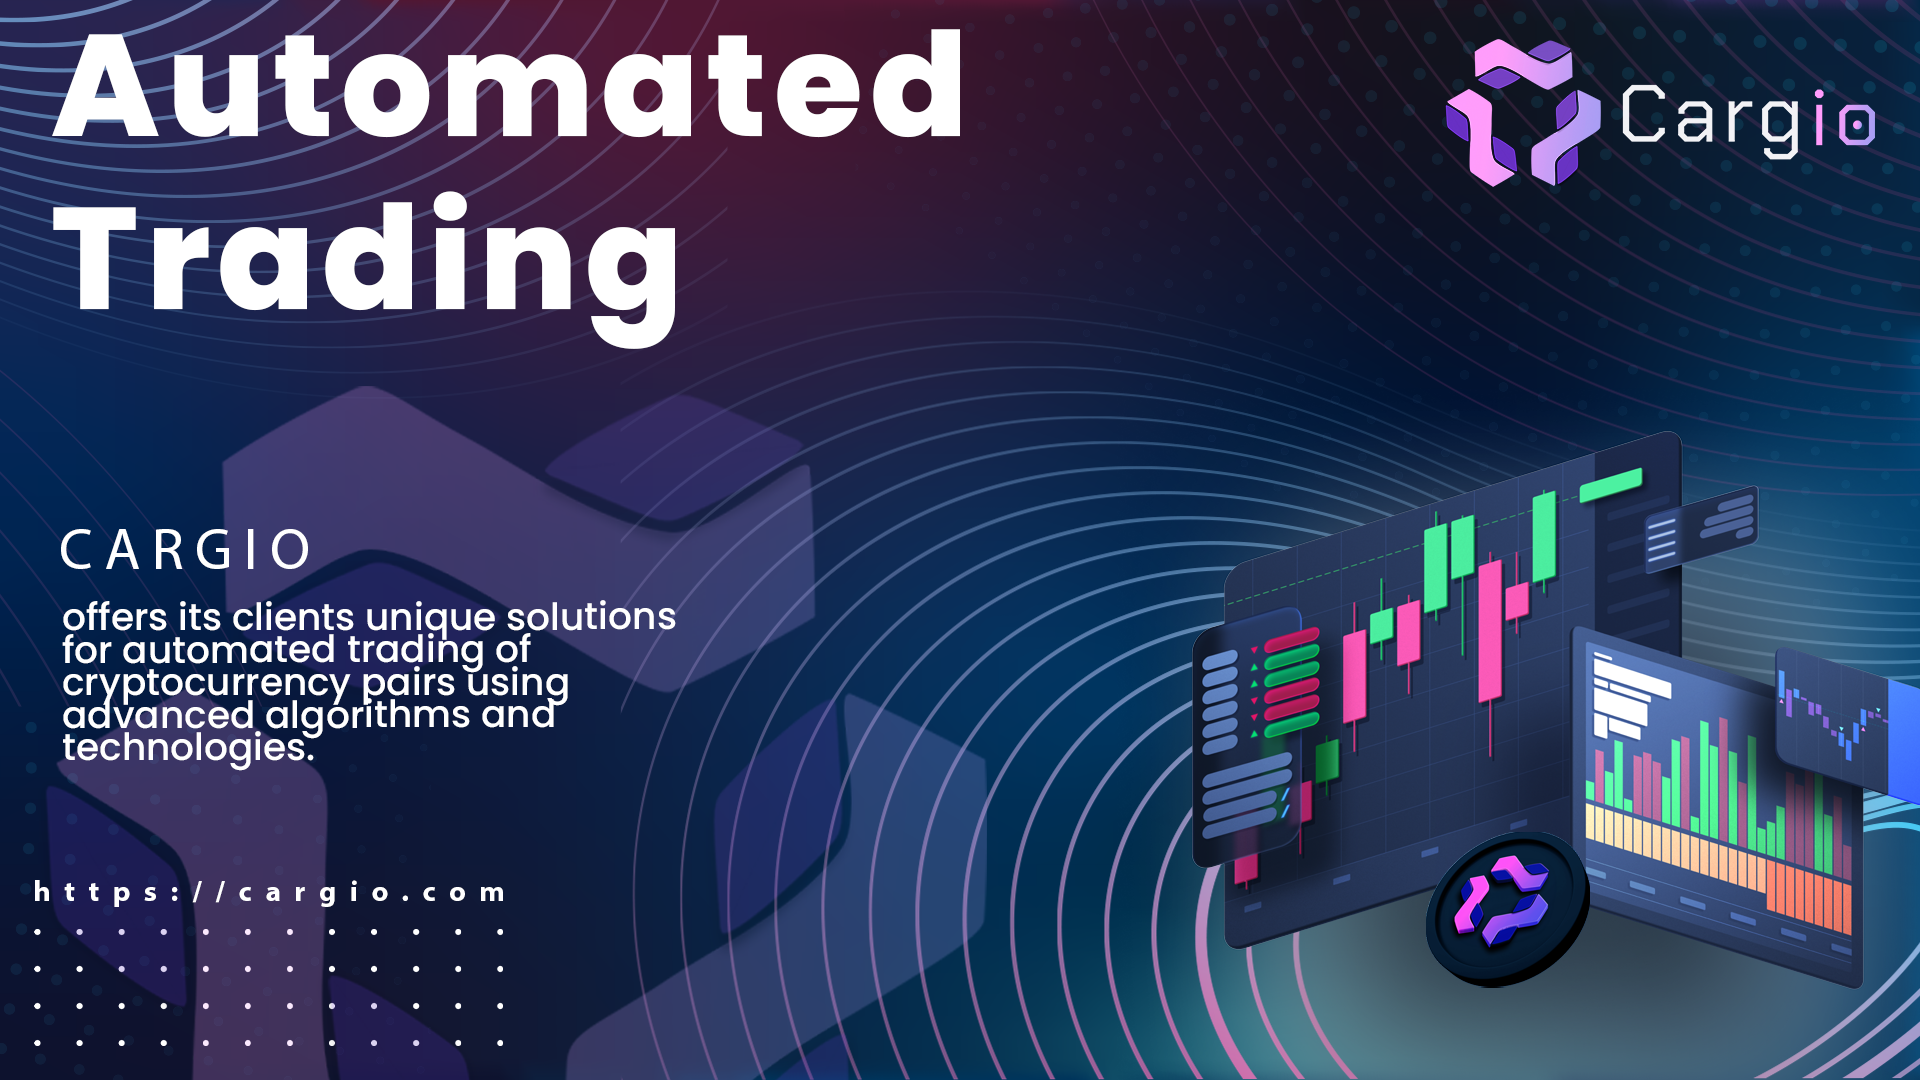 Automated
Trading
Cargio
CARGIO
offers its clients unique solutions
for automated trading of
cryptocurrency pairs using
advanced algorithms and
technologies.
https://cargio.com